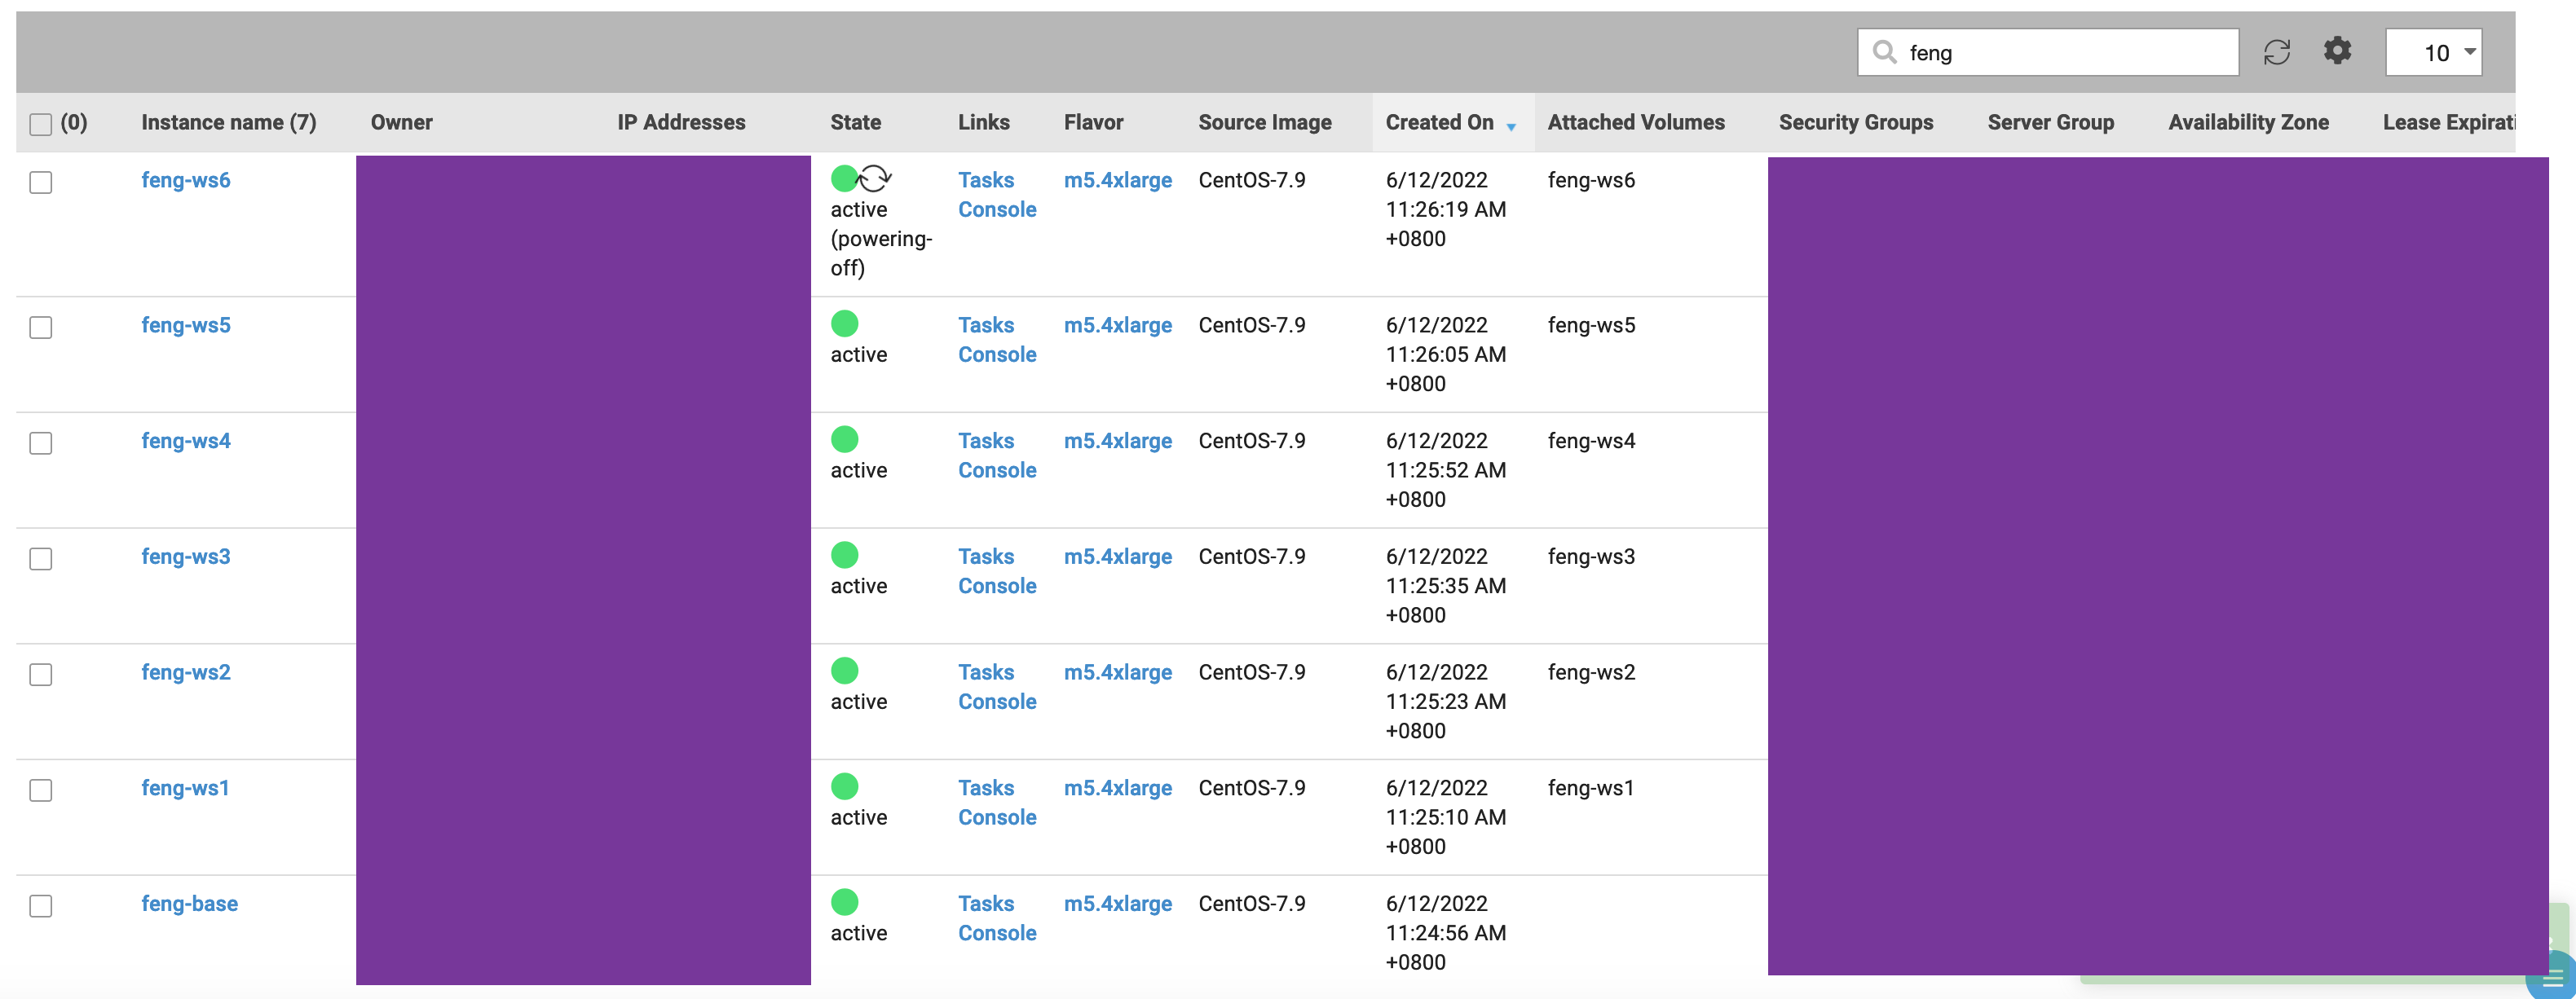 feng
10
(0) Instance name (7) Owner IP Addresses State Links Flavor Source Image Created On Attached Volumes Security Groups Server Group Availability Zone Lease Expirati
feng-ws6 Tasks m5.4xlarge CentOS-7.9 6/12/2022 feng-ws6
active Console 11:26:19 AM
(powering- +0800
off)
feng-ws5 Tasks m5.4xlarge CentOS-7.9 6/12/2022 feng-ws5
active Console 11:26:05 AM
+0800
feng-ws4 Tasks m5.4xlarge CentOS-7.9 6/12/2022 feng-ws4
active Console 11:25:52 AM
+0800
feng-ws3 Tasks m5.4xlarge CentOS-7.9 6/12/2022 feng-ws3
active Console 11:25:35 AM
+0800
feng-ws2 Tasks m5.4xlarge CentOS-7.9 6/12/2022 feng-ws2
active Console 11:25:23 AM
+0800
feng-ws1 Tasks m5.4xlarge CentOS-7.9 6/12/2022 feng-ws1
active Console 11:25:10 AM
+0800
feng-base Tasks m5.4xlarge CentOS-7.9 6/12/2022
active Console 11:24:56 AM
+0800